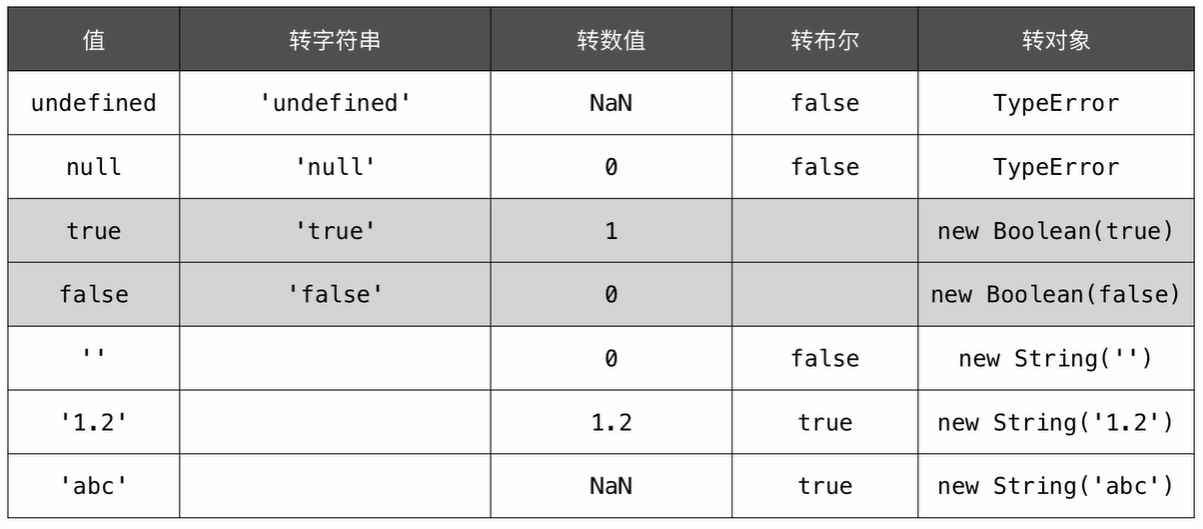 值 转字符串 转数值 转布尔 转对象
undefined 'undefined' NaN false TypeError
null 'null' 0 false TypeError
true 'true' 1 new Boolean(true)
false 'false' 0 new Boolean(false)
'' 0 false new String('')
'1.2' 1.2 true new String('1.2')
'abc' NaN true new String('abc')